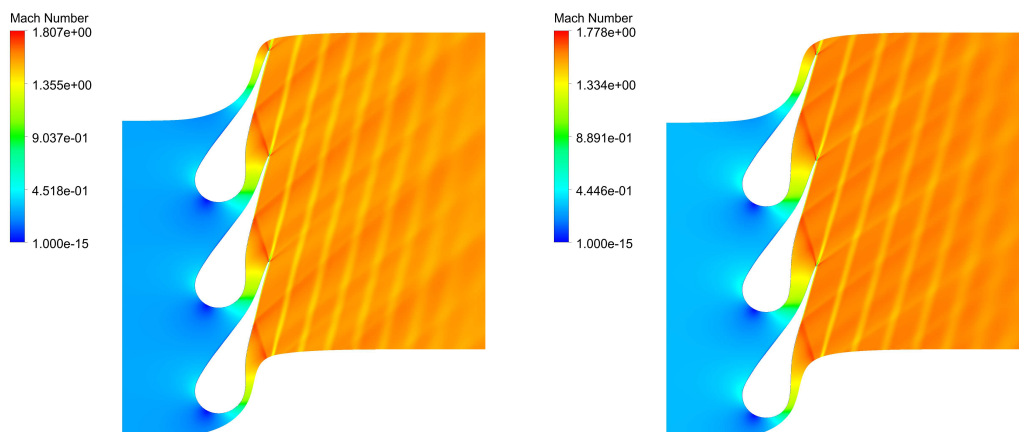 Mach Number
1.807e+00
1.355e+00
9.037e-01
4.518e-01
1.000e-15
Mach Number
1.778e+00
1.334e+00
8.891e-01
4.446e-01
1.000e-15